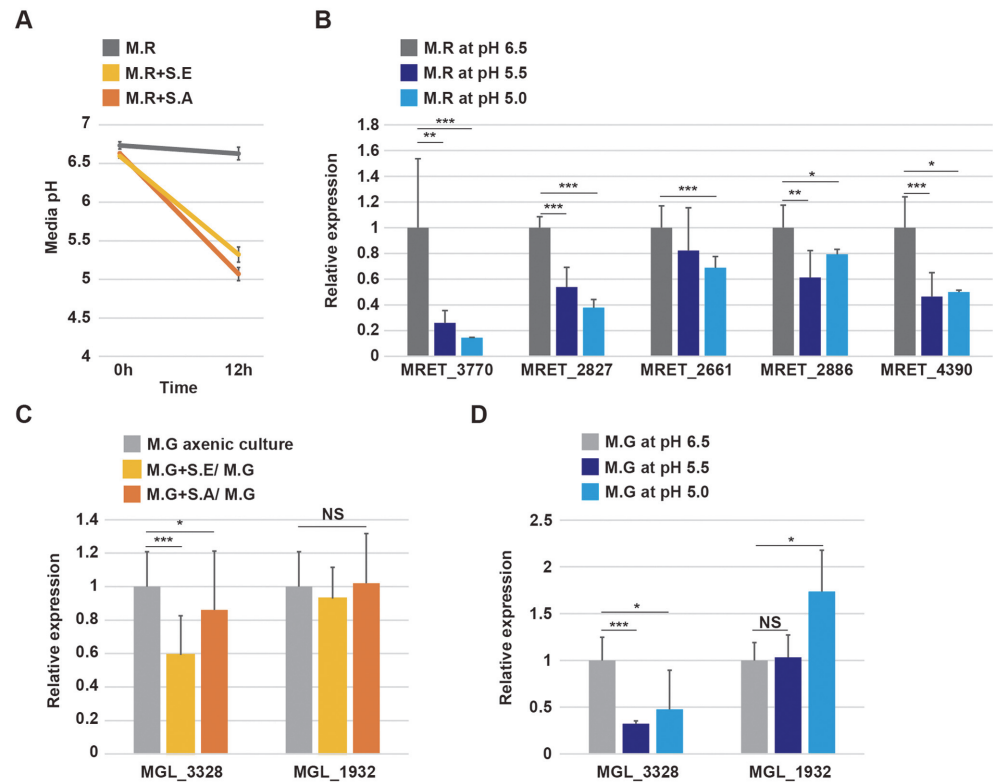 A
M.R
M.R+S.E
M.R+S.A
Media pH
7
6.5
6
5.5
5
4.5
4
0h
12h
Time
B
M.R at pH 6.5
M.R at pH 5.5
M.R at pH 5.0
Relative expression
1.8
1.6
1.4
1.2
1
0.8
0.6
0.4
0.2
0
***
**
***
***
***
*
**
*
***
MRET_3770
MRET_2827
MRET_2661
MRET_2886
MRET_4390
C
M.G axenic culture
M.G+S.E/ M.G
M.G+S.A/ M.G
Relative expression
1.4
1.2
1
0.8
0.6
0.4
0.2
0
*
***
NS
MGL_3328
MGL_1932
D
M.G at pH 6.5
M.G at pH 5.5
M.G at pH 5.0
Relative expression
2.5
2
1.5
1
0.5
0
*
***
*
NS
MGL_3328
MGL_1932